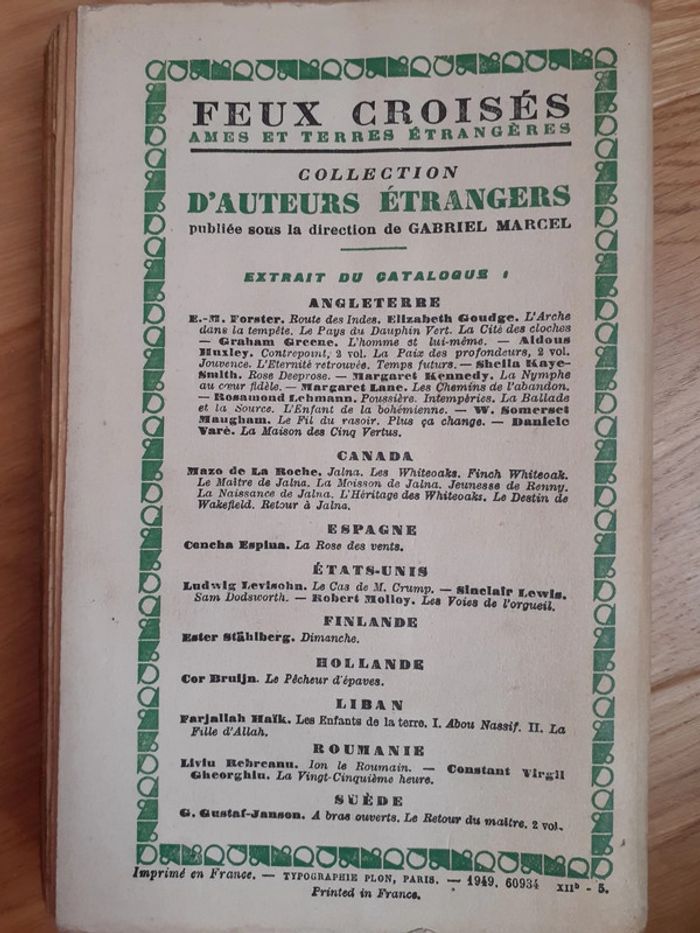 FEUX CROISÉS
AMES ET TERRES ÉTRANGÈRES
COLLECTION
D'AUTEURS ÉTRANGERS
publiée sous la direction de GABRIEL MARCEL
EXTRAIT DU CATALOGUE :
ANGLETERRE
E.-M. Forster. Route des Indes. Elizabeth Goudge. L'Arche
dans la tempête. Le Pays du Dauphin Vert. La Cité des cloches
— Graham Greene. L'homme et lui-même. — Aldous
Huxley. Contrepoint, 2 vol. La Paix des profondeurs, 2 vol.
Jouvence. L'Eternité retrouvée. Temps futurs. — Sheila Kaye-
Smith. Rose Deeprose. — Margaret Kennedy. La Nymphe
au cœur fidèle. — Margaret Lane. Les Chemins de l'abandon.
— Rosamond Lehmann. Poussière. Intempéries. La Ballade
et la Source. L'Enfant de la bohémienne. — W. Somerset
Maugham. Le Fil du rasoir. Plus ça change. — Daniele
Varè. La Maison des Cinq Vertus.
CANADA
Mazo de La Roche. Jalna. Les Whiteoaks. Finch Whiteoak.
Le Maître de Jalna. La Moisson de Jalna. Jeunesse de Renny.
La Naissance de Jalna. L'Héritage des Whiteoaks. Le Destin de
Wakefield. Retour à Jalna.
ESPAGNE
Concha Espina. La Rose des vents.
ÉTATS-UNIS
Ludwig Lewisohn. Le Cas de M. Crump. — Sinclair Lewis.
Sam Dodsworth. — Robert Molloy. Les Voies de l'orgueil.
FINLANDE
Ester Ståhlberg. Dimanche.
HOLLANDE
Cor Bruijn. Le Pêcheur d'épaves.
LIBAN
Farjallah Haïk. Les Enfants de la terre. I. Abou Nassif. II. La
Fille d'Allah.
ROUMANIE
Liviu Rebreanu. Ion le Roumain. — Constant Virgil
Gheorghiu. La Vingt-Cinquième heure.
SUÈDE
G. Gustaf-Janson. A bras ouverts. Le Retour du maître. 2 vol.
Imprimé en France. — TYPOGRAPHIE PLON, PARIS. — 1949. 60934 XIIᵇ - 5.
Printed in France.